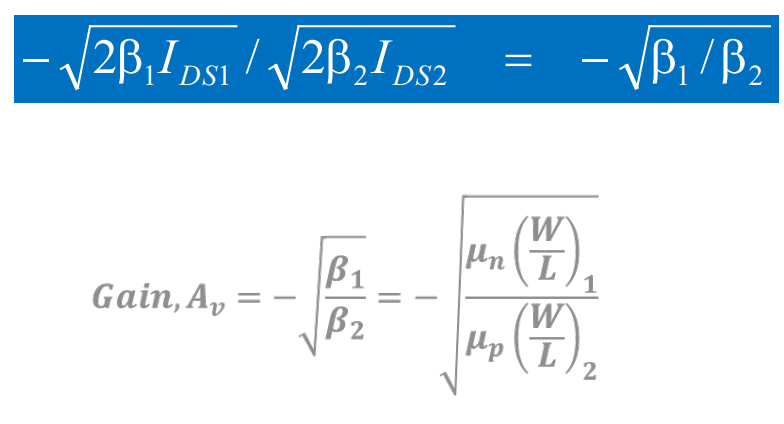 −√(2β₁I_DS1) / √(2β₂I_DS2) = −√(β₁/β₂)
Gain, A_v = −√(β₁/β₂) = −√(μ_n(W/L)₁ / μ_p(W/L)₂)